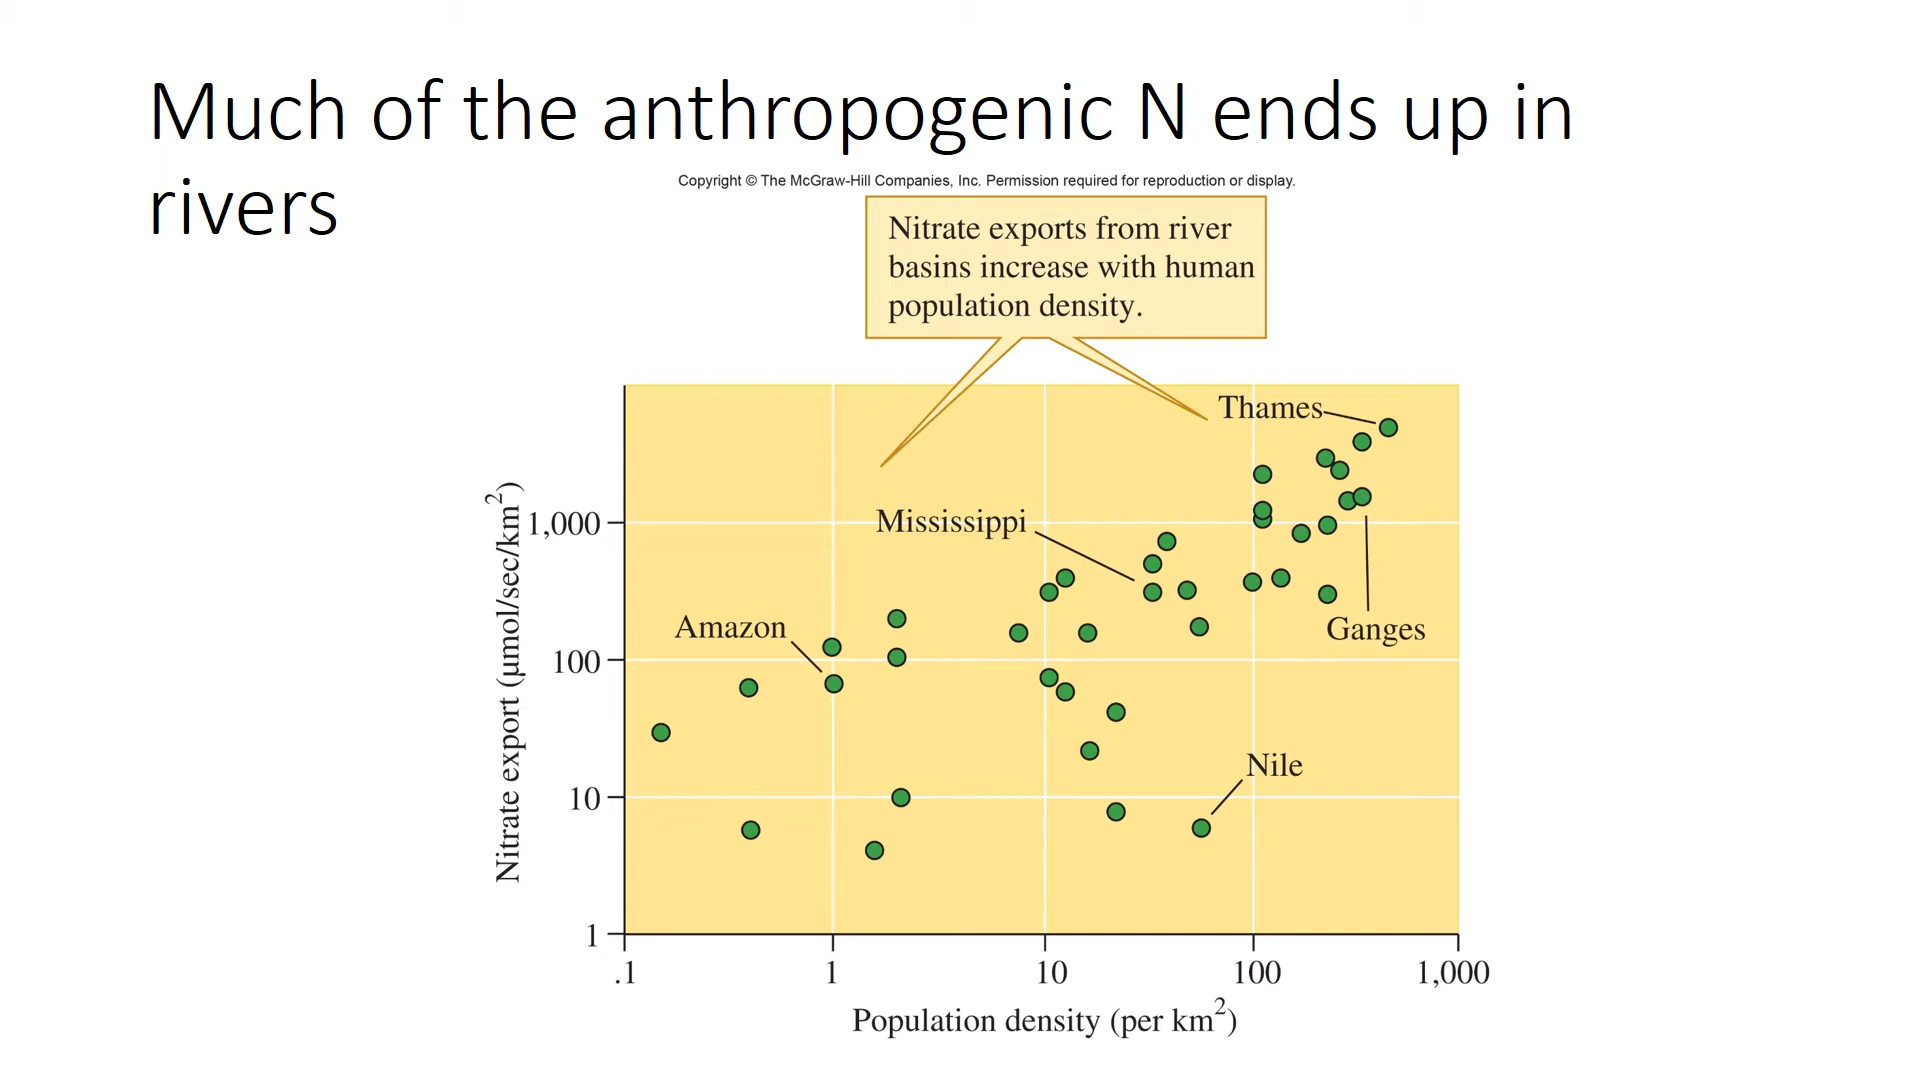 Much of the anthropogenic N ends up in
rivers
Copyright © The McGraw-Hill Companies, Inc. Permission required for reproduction or display.
Nitrate exports from river
basins increase with human
population density.
Thames
Mississippi
Amazon
Ganges
Nile
Nitrate export (µmol/sec/km²)
1,000
100
10
1
.1 1 10 100 1,000
Population density (per km²)